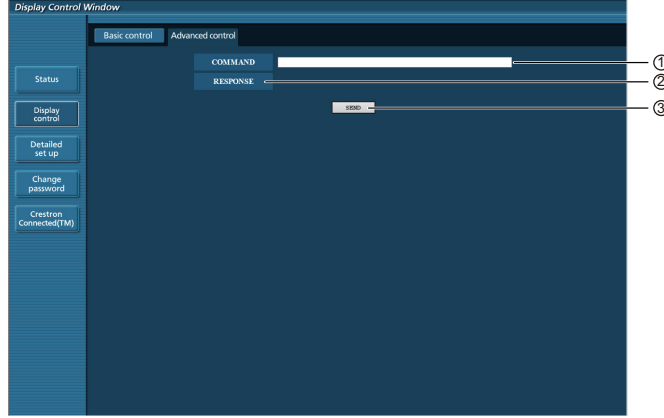 Display Control Window
Basic control
Advanced control
COMMAND
①
RESPONSE
②
SEND
③
Status
Display
control
Detailed
set up
Change
password
Crestron
Connected(TM)